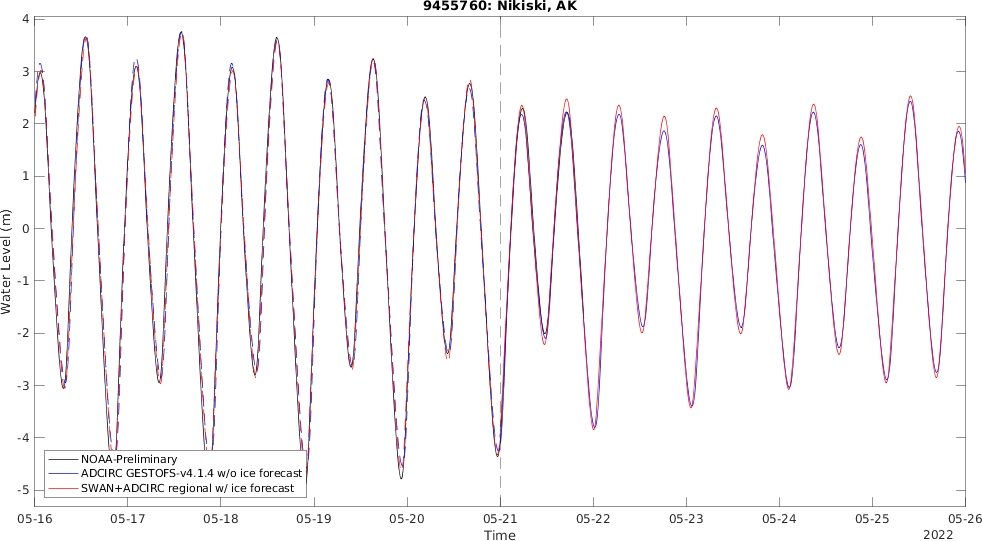 9455760: Nikiski, AK
4
3
2
1
0
-1
-2
-3
-4
-5
Water Level (m)
NOAA-Preliminary
ADCIRC GESTOFS-v4.1.4 w/o ice forecast
SWAN+ADCIRC regional w/ ice forecast
05-16 05-17 05-18 05-19 05-20 05-21 05-22 05-23 05-24 05-25 05-26
Time
2022